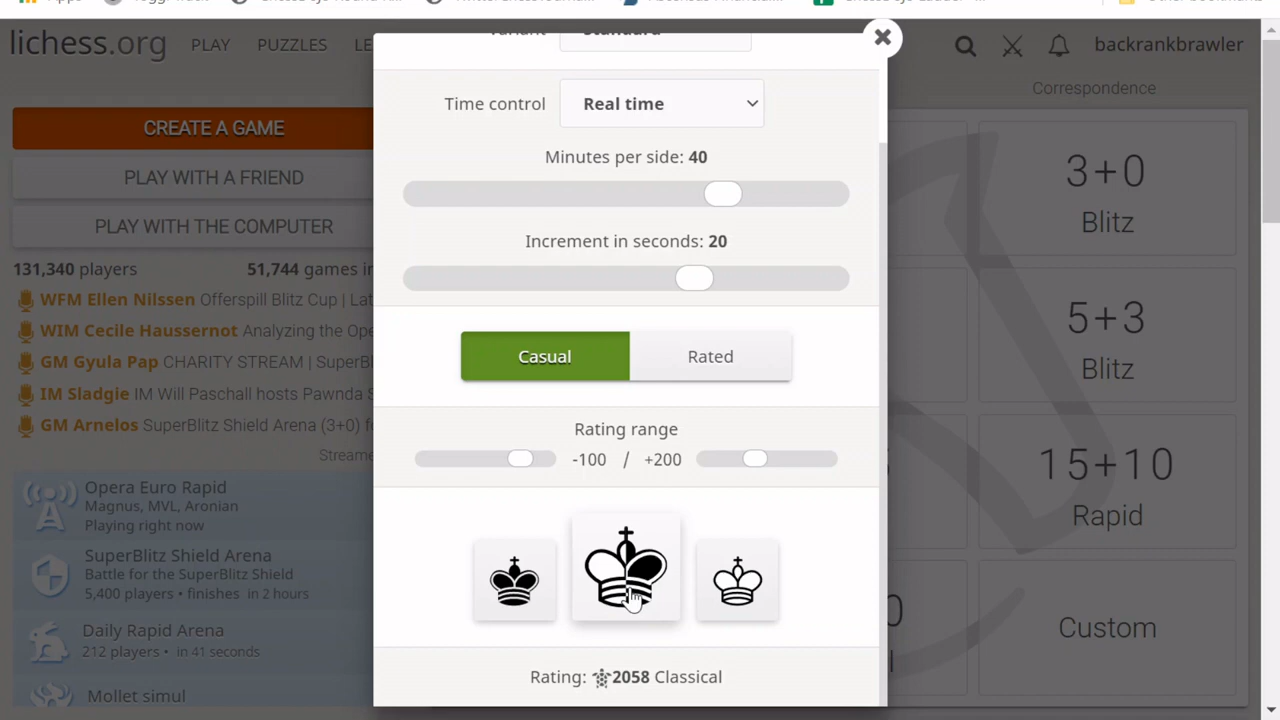 lichess.org
PLAY
PUZZLES
LE
backrankbrawler
Correspondence
CREATE A GAME
PLAY WITH A FRIEND
PLAY WITH THE COMPUTER
131,340 players
51,744 games in
WFM Ellen Nilssen Offerspill Blitz Cup | Lat
WIM Cecile Haussernot Analyzing the Ope
GM Gyula Pap CHARITY STREAM | SuperBl
IM Sladgie IM Will Paschall hosts Pawnda S
GM Arnelos SuperBlitz Shield Arena (3+0) f
Streame
Opera Euro Rapid
Magnus, MVL, Aronian
Playing right now
SuperBlitz Shield Arena
Battle for the SuperBlitz Shield
5,400 players • finishes in 2 hours
Daily Rapid Arena
212 players • in 41 seconds
Mollet simul
Variant
Standard
Time control
Real time
Minutes per side: 40
Increment in seconds: 20
Casual
Rated
Rating range
-100 / +200
Rating: 2058 Classical
3+0
Blitz
5+3
Blitz
15+10
Rapid
Custom